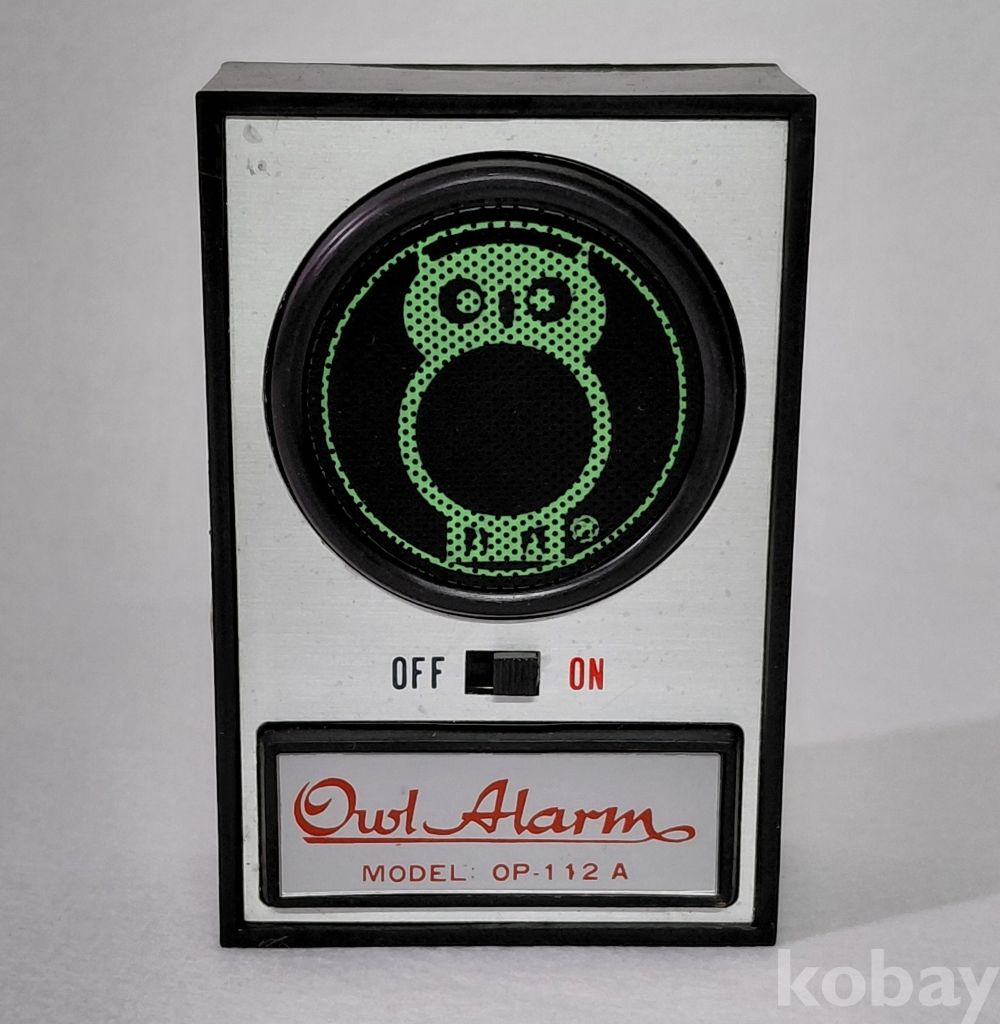 OFF ON
Owl Alarm
MODEL: OP-112 A
kobay